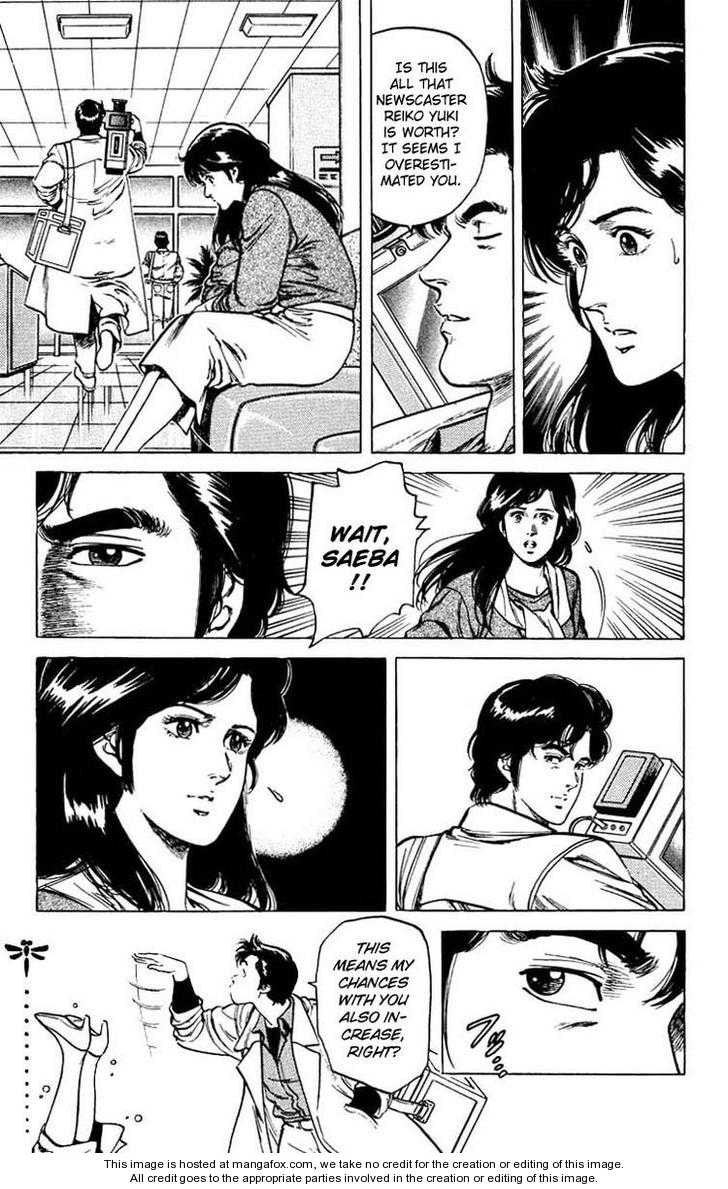 IS THIS
ALL THAT
NEWSCASTER
REIKO YUKI
IS WORTH?
IT SEEMS I
OVERESTI-
MATED YOU.
WAIT,
SAEBA
!!
フッ…
THIS
MEANS MY
CHANCES
WITH YOU
ALSO IN-
CREASE,
RIGHT?
This image is hosted at mangafox.com, we take no credit for the creation or editing of this image.
All credit goes to the appropriate parties involved in the creation or editing of this image.